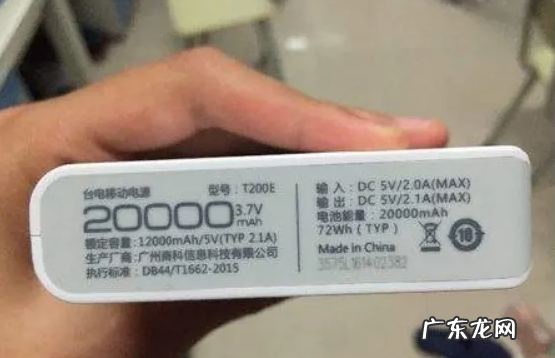 台电移动电源 型号：T200E
20000 3.7V mAh
额定容量：12000mAh/5V(TYP 2.1A)
生产厂商：广州商科信息科技有限公司
执行标准：DB44/T1662-2015
输入：DC 5V/2.0A(MAX)
输出：DC 5V/2.1A(MAX)
电池能量：20000mAh
72Wh（TYP）
Made in China
10
3575L161402382
广东龙网